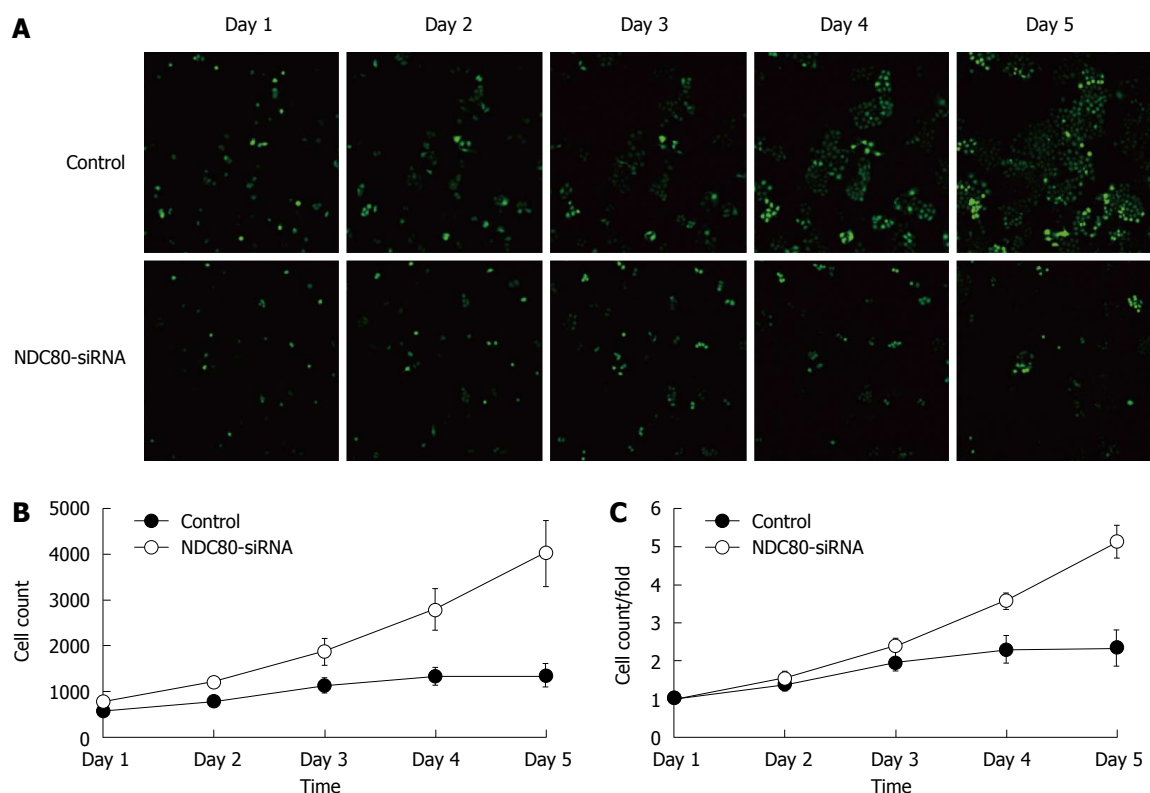 A
Day 1 Day 2 Day 3 Day 4 Day 5
Control
NDC80-siRNA
B
Control
NDC80-siRNA
Cell count
5000
4000
3000
2000
1000
0
Day 1 Day 2 Day 3 Day 4 Day 5
Time
C
Control
NDC80-siRNA
Cell count/fold
6
5
4
3
2
1
0
Day 1 Day 2 Day 3 Day 4 Day 5
Time